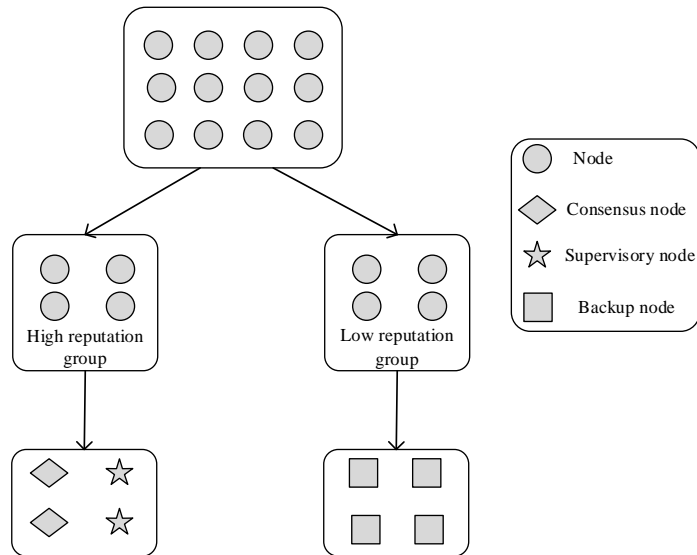 Node
Consensus node
Supervisory node
Backup node
High reputation
group
Low reputation
group